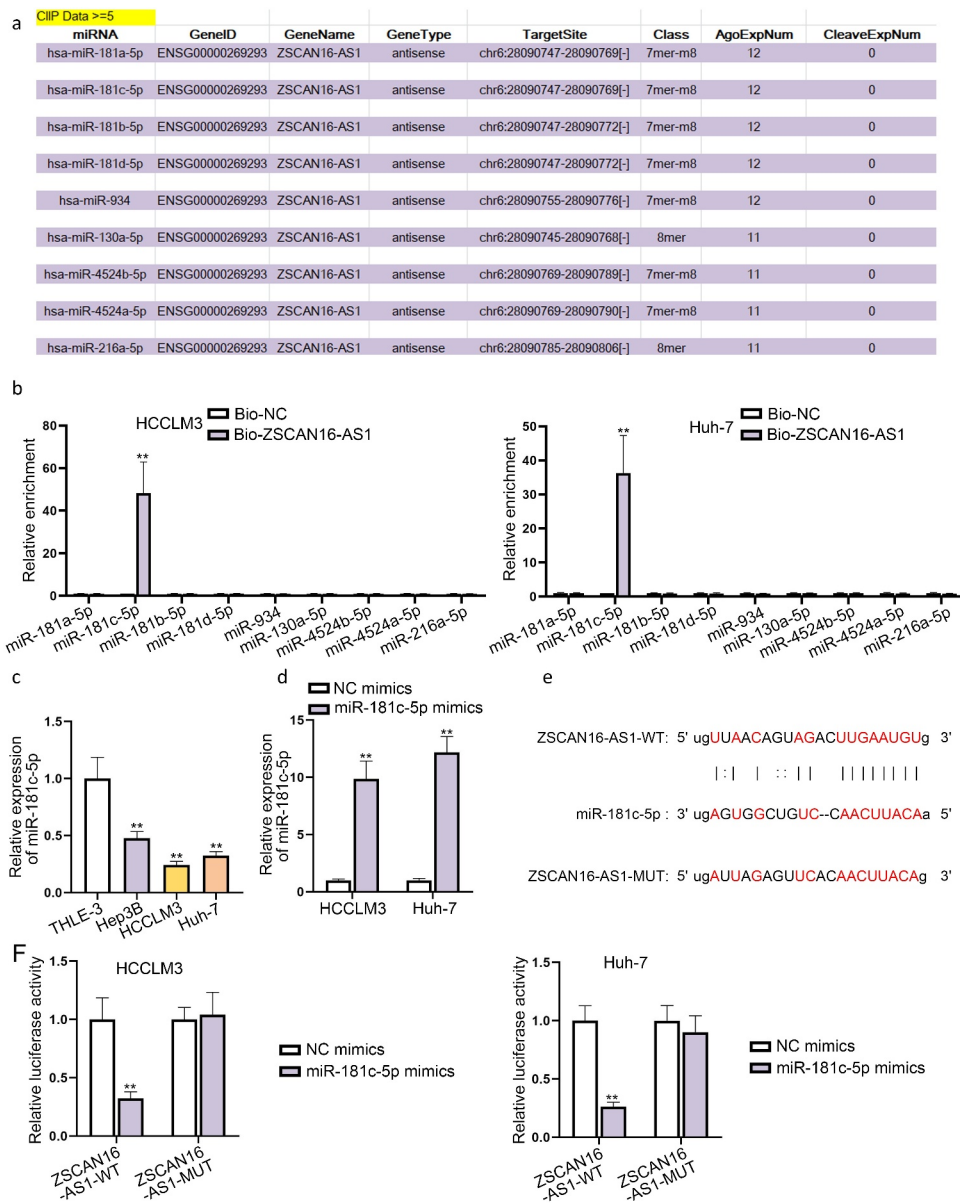 a
CIIP Data >=5
miRNA GeneID GeneName GeneType TargetSite Class AgoExpNum CleaveExpNum
hsa-miR-181a-5p ENSG00000269293 ZSCAN16-AS1 antisense chr6:28090747-28090769[-] 7mer-m8 12 0
hsa-miR-181c-5p ENSG00000269293 ZSCAN16-AS1 antisense chr6:28090747-28090769[-] 7mer-m8 12 0
hsa-miR-181b-5p ENSG00000269293 ZSCAN16-AS1 antisense chr6:28090747-28090772[-] 7mer-m8 12 0
hsa-miR-181d-5p ENSG00000269293 ZSCAN16-AS1 antisense chr6:28090747-28090772[-] 7mer-m8 12 0
hsa-miR-934 ENSG00000269293 ZSCAN16-AS1 antisense chr6:28090755-28090776[-] 7mer-m8 12 0
hsa-miR-130a-5p ENSG00000269293 ZSCAN16-AS1 antisense chr6:28090745-28090768[-] 8mer 11 0
hsa-miR-4524b-5p ENSG00000269293 ZSCAN16-AS1 antisense chr6:28090769-28090789[-] 7mer-m8 11 0
hsa-miR-4524a-5p ENSG00000269293 ZSCAN16-AS1 antisense chr6:28090769-28090790[-] 7mer-m8 11 0
hsa-miR-216a-5p ENSG00000269293 ZSCAN16-AS1 antisense chr6:28090785-28090806[-] 8mer 11 0
b
HCCLM3
Bio-NC
Bio-ZSCAN16-AS1
Relative enrichment
80
60
40
20
0
**
miR-181a-5p
miR-181c-5p
miR-181b-5p
miR-181d-5p
miR-934
miR-130a-5p
miR-4524b-5p
miR-4524a-5p
miR-216a-5p
Huh-7
Bio-NC
Bio-ZSCAN16-AS1
Relative enrichment
50
40
30
20
10
0
**
miR-181a-5p
miR-181c-5p
miR-181b-5p
miR-181d-5p
miR-934
miR-130a-5p
miR-4524b-5p
miR-4524a-5p
miR-216a-5p
c
Relative expression
of miR-181c-5p
1.5
1.0
0.5
0.0
**
**
**
THLE-3
Hep3B
HCCLM3
Huh-7
d
NC mimics
miR-181c-5p mimics
Relative expression
of miR-181c-5p
15
10
5
0
**
**
HCCLM3
Huh-7
e
ZSCAN16-AS1-WT: 5' ugUUAACAGUAGACUUGAAUGUg 3'
miR-181c-5p : 3' ugAGUGGCUGUC--CAACUUACAa 5'
ZSCAN16-AS1-MUT: 5' ugAUUAGAGUUCACAACUUACAg 3'
F
HCCLM3
Relative luciferase activity
1.5
1.0
0.5
0.0
**
ZSCAN16
-AS1-WT
ZSCAN16
-AS1-MUT
NC mimics
miR-181c-5p mimics
Huh-7
Relative luciferase activity
1.5
1.0
0.5
0.0
**
ZSCAN16
-AS1-WT
ZSCAN16
-AS1-MUT
NC mimics
miR-181c-5p mimics